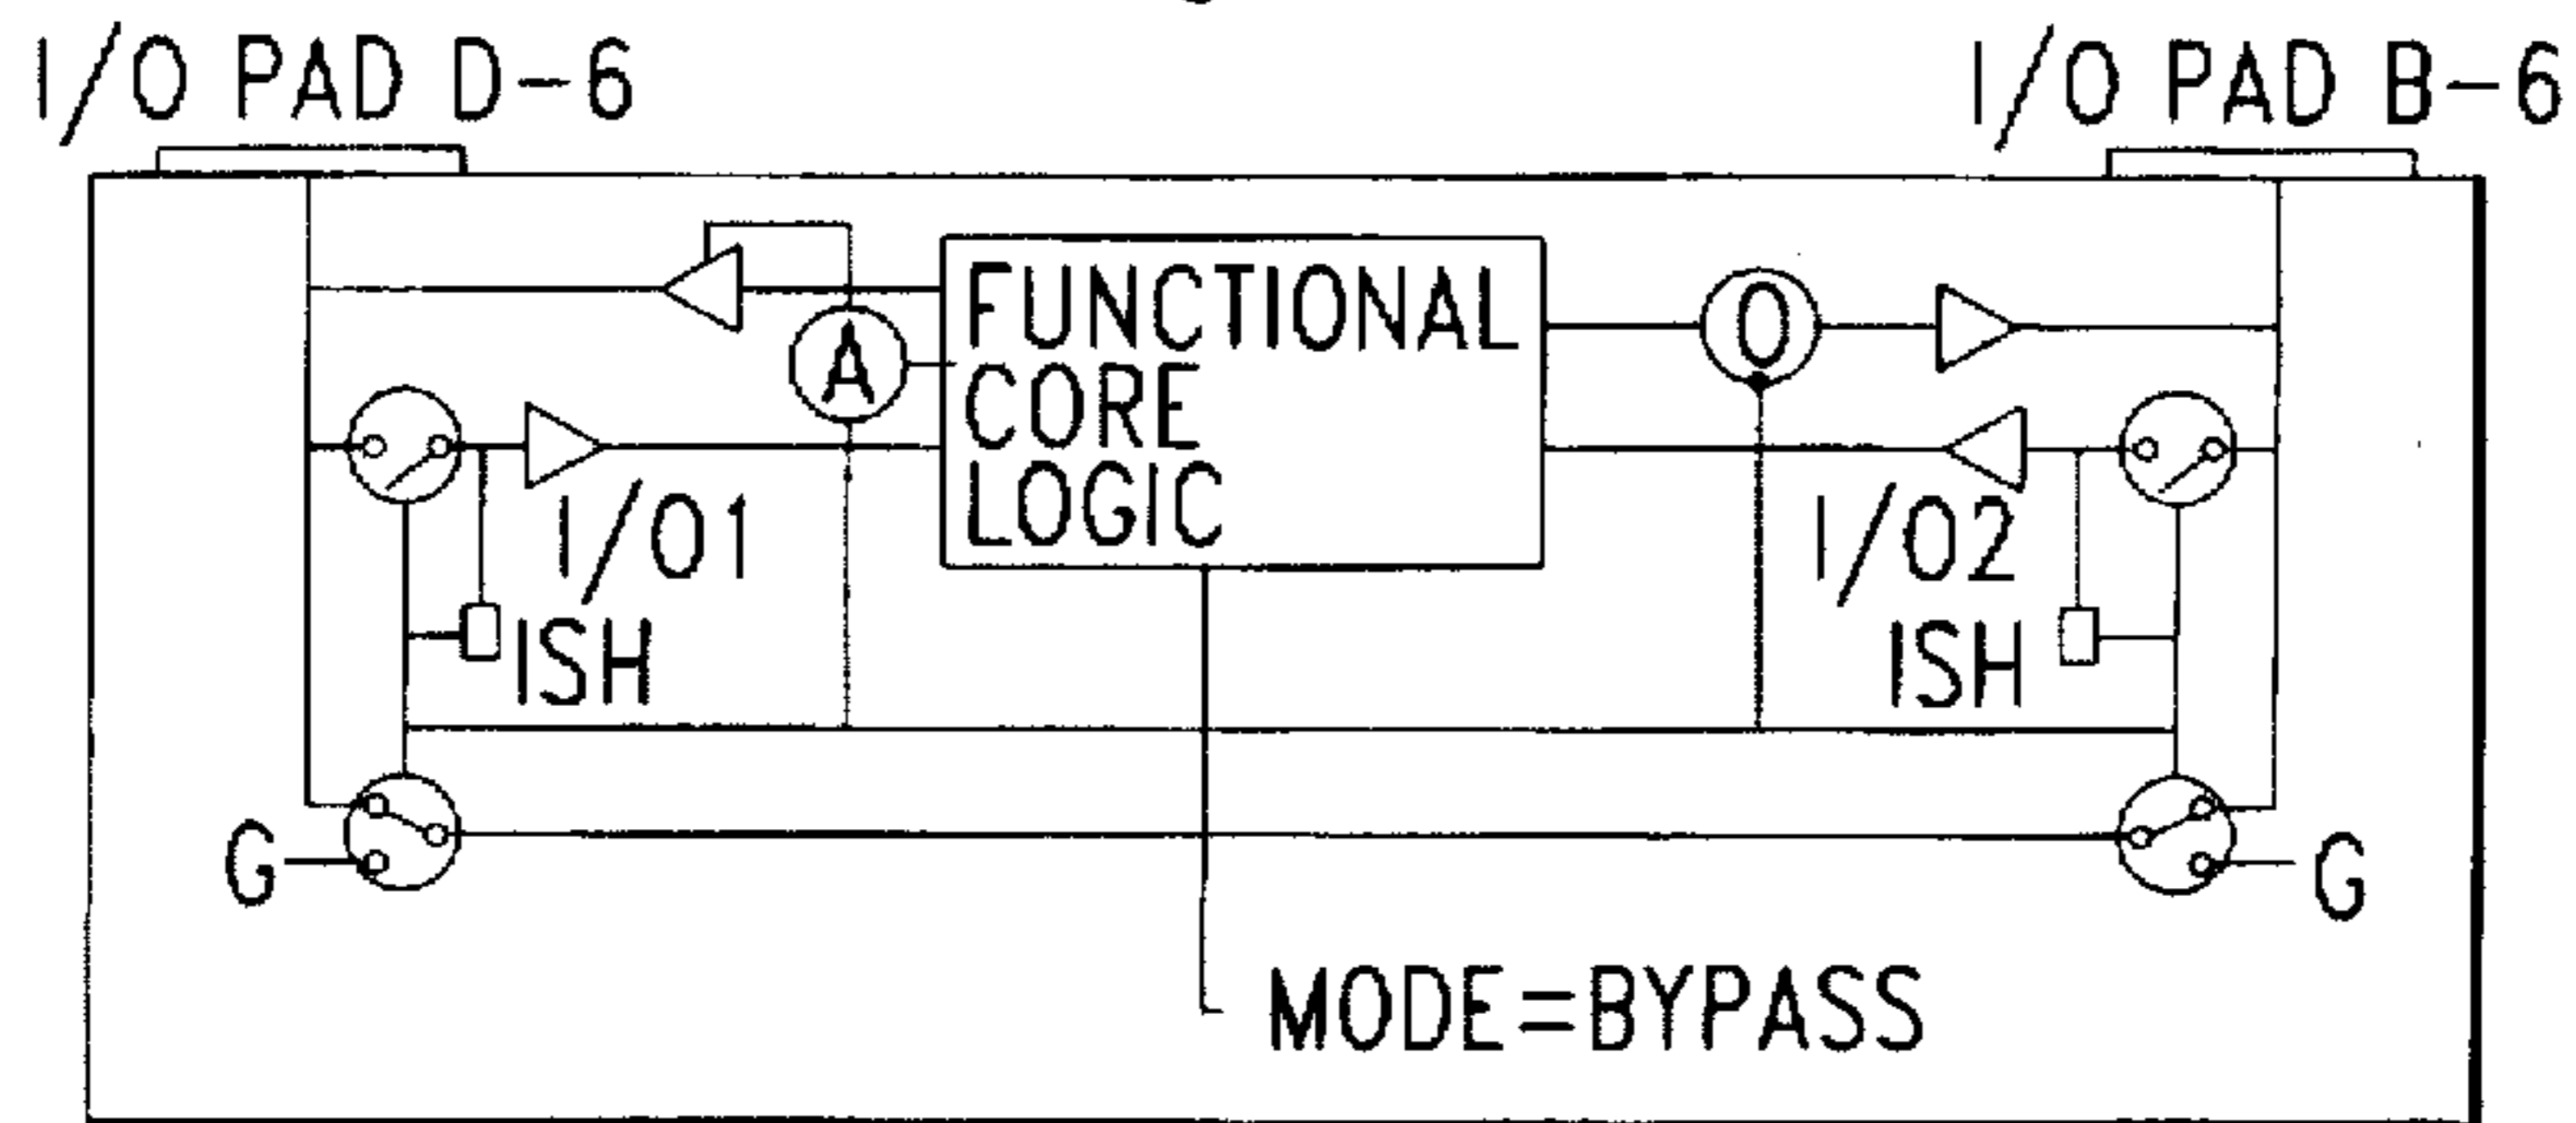 I/O PAD D-6
I/O PAD B-6
FUNCTIONAL
CORE
LOGIC
A
O
I/O1
ISH
I/O2
ISH
G
G
MODE=BYPASS